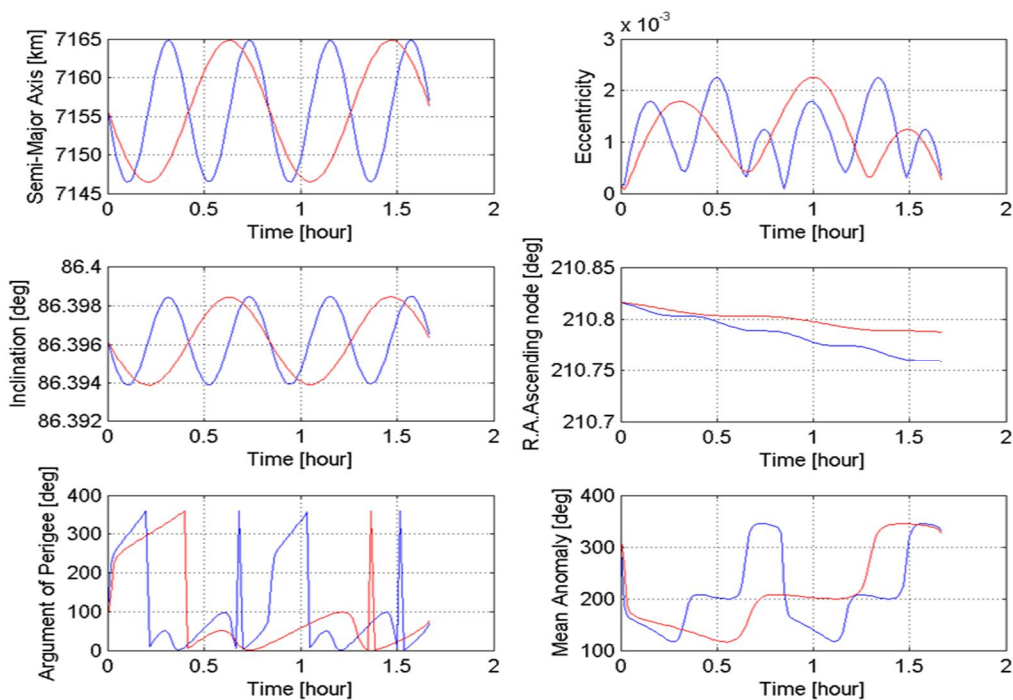 Semi-Major Axis [km]
7165
7160
7155
7150
7145
0 0.5 1 1.5 2
Time [hour]
x 10⁻³
Eccentricity
3
2
1
0
0 0.5 1 1.5 2
Time [hour]
Inclination [deg]
86.4
86.398
86.396
86.394
86.392
0 0.5 1 1.5 2
Time [hour]
R.A.Ascending node [deg]
210.85
210.8
210.75
210.7
0 0.5 1 1.5 2
Time [hour]
Argument of Perigee [deg]
400
300
200
100
0
0 0.5 1 1.5 2
Time [hour]
Mean Anomaly [deg]
400
300
200
100
0 0.5 1 1.5 2
Time [hour]